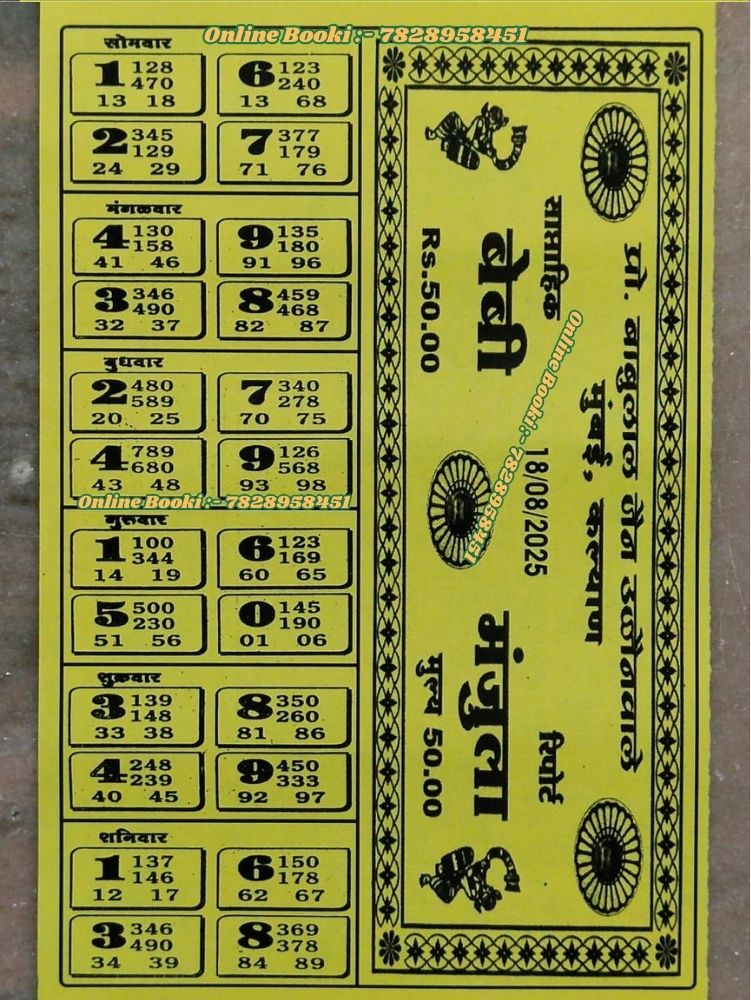 Online Booki :- 7828958451
सोमवार
1 128 470 13 18
6 123 240 13 68
2 345 129 24 29
7 377 179 71 76
मंगळवार
4 130 158 41 46
9 135 180 91 96
3 346 490 32 37
8 459 468 82 87
बुधवार
2 480 589 20 25
7 340 278 70 75
4 789 680 43 48
9 126 568 93 98
Online Booki :- 7828958451
गुरुवार
1 100 344 14 19
6 123 169 60 65
5 500 230 51 56
0 145 190 01 06
शुक्रवार
3 139 148 33 38
8 350 260 81 86
4 248 239 40 45
9 450 333 92 97
शनिवार
1 137 146 12 17
6 150 178 62 67
3 346 490 34 39
8 369 378 84 89
प्रो. बाबुलाल जैन उज्जैनवाले
मुंबई, कल्याण
साप्ताहिक
रिपोर्ट
Online Booki :- 7828958451
18/08/2025
बेबी
मंजुला
Rs.50.00
मुल्य 50.00